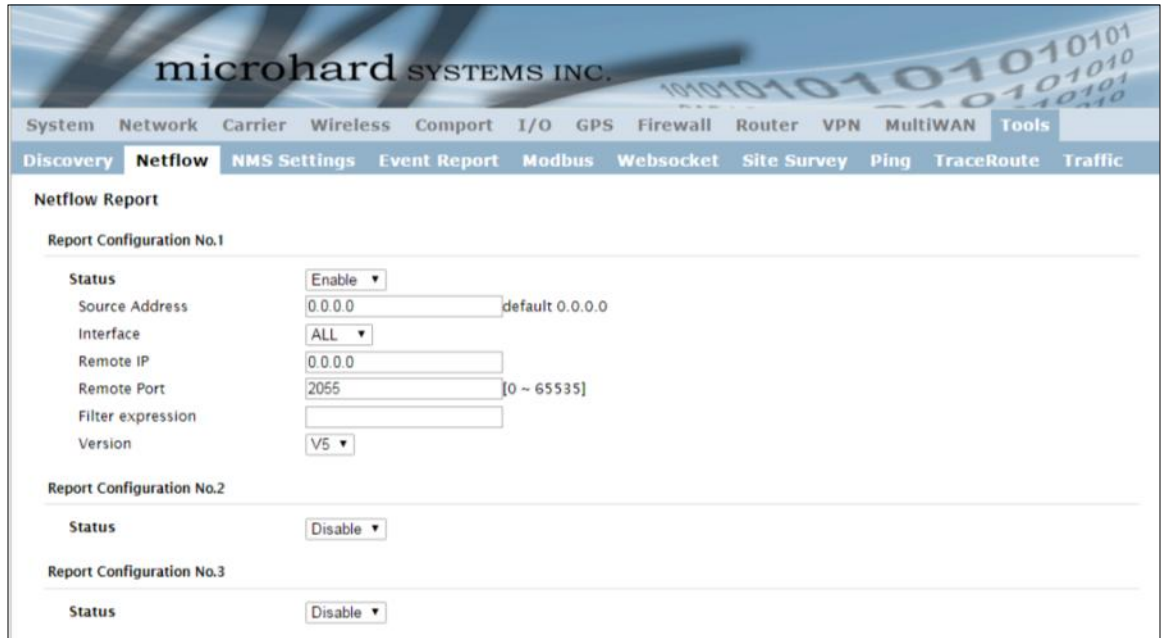 microhard SYSTEMS INC.
System Network Carrier Wireless Comport I/O GPS Firewall Router VPN MultiWAN Tools
Discovery Netflow NMS Settings Event Report Modbus Websocket Site Survey Ping TraceRoute Traffic
Netflow Report
Report Configuration No.1
Status Enable
Source Address 0.0.0.0 default 0.0.0.0
Interface ALL
Remote IP 0.0.0.0
Remote Port 2055 [0 ~ 65535]
Filter expression
Version V5
Report Configuration No.2
Status Disable
Report Configuration No.3
Status Disable